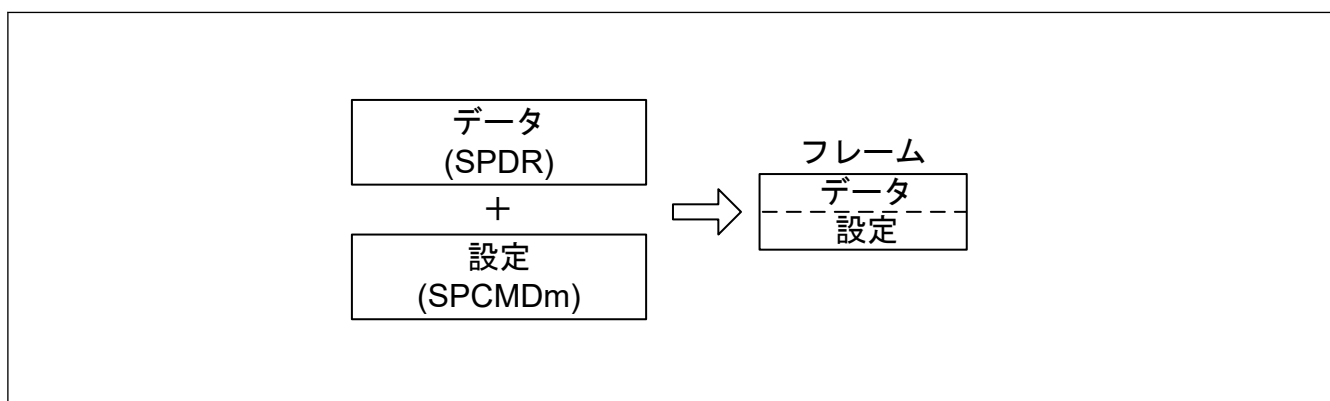 データ
(SPDR)
+
設定
(SPCMDm)
フレーム
データ
設定